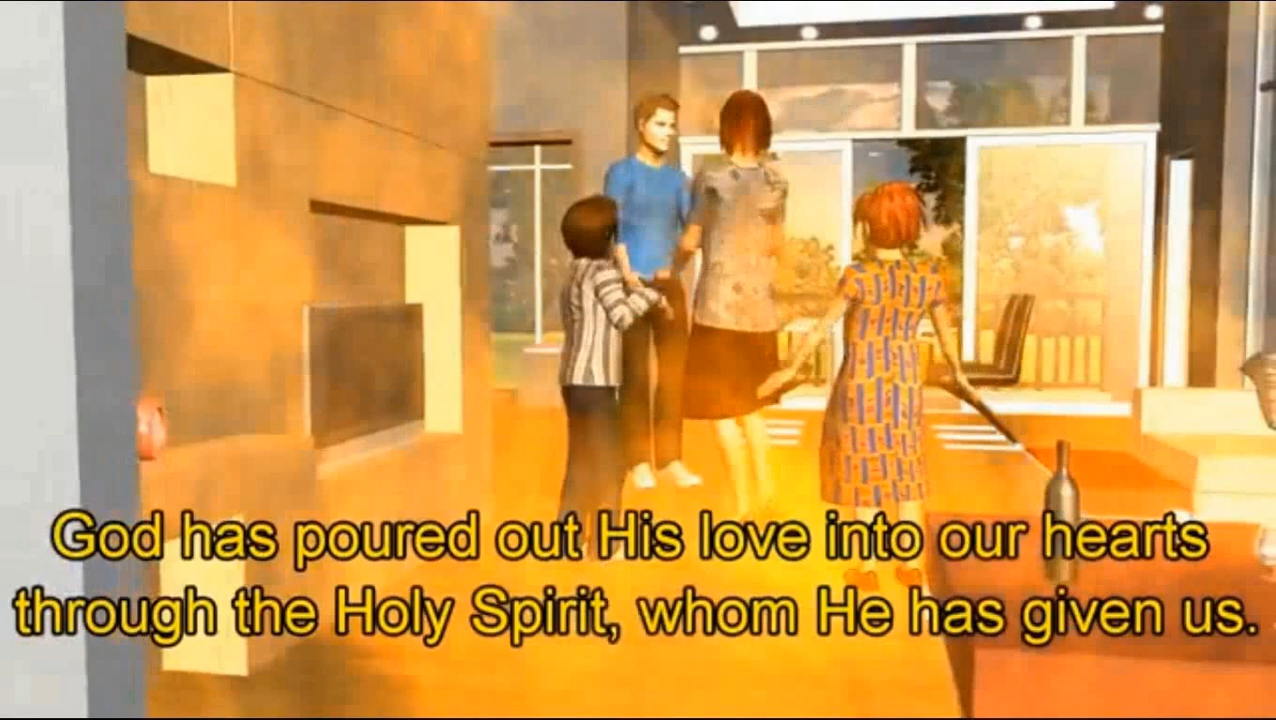 God has poured out His love into our hearts
through the Holy Spirit, whom He has given us.